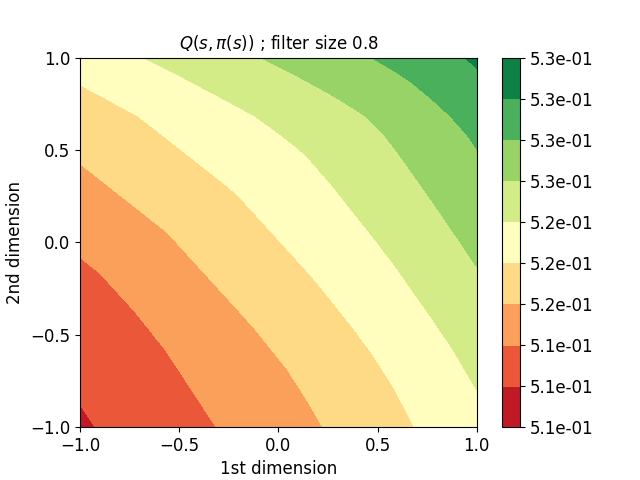 Q(s, π(s)) ; filter size 0.8
1.0
0.5
0.0
−0.5
−1.0
2nd dimension
−1.0 −0.5 0.0 0.5 1.0
1st dimension
5.3e-01
5.3e-01
5.3e-01
5.3e-01
5.2e-01
5.2e-01
5.2e-01
5.1e-01
5.1e-01
5.1e-01